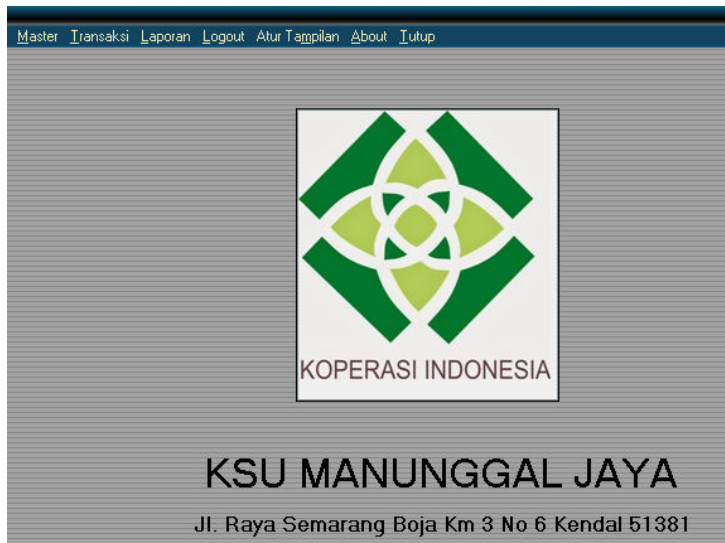 Master Transaksi Laporan Logout Atur Tampilan About Tutup
KOPERASI INDONESIA
KSU MANUNGGAL JAYA
Jl. Raya Semarang Boja Km 3 No 6 Kendal 51381